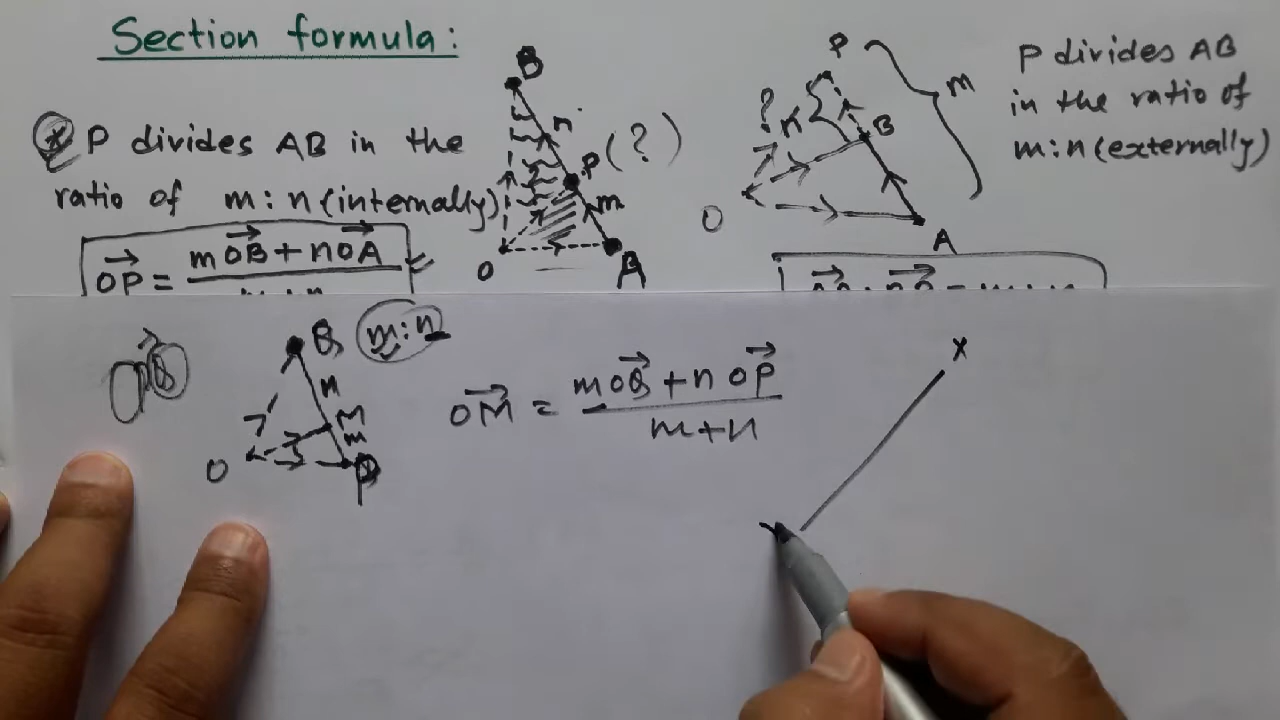 Section formula:
P divides AB in the
ratio of m:n (internally)
OP = mOB + nOA
B
n
P (?)
m
O
A
P
m
?
n
B
O
A
P divides AB
in the ratio of
m:n (externally)
Q
m:n
n
M
m
O
P
OM = mOQ + nOP
m+n
X